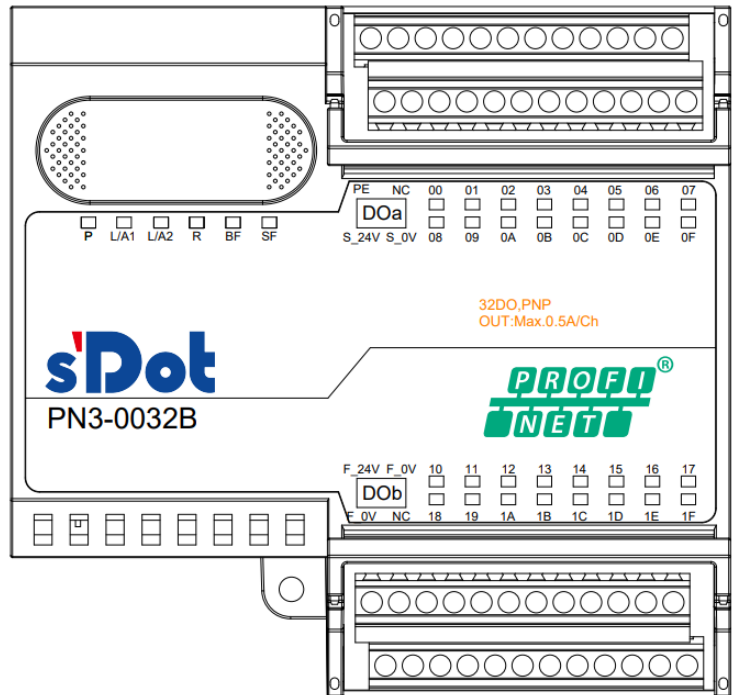 PE NC 00 01 02 03 04 05 06 07
DOa
S_24V S_0V 08 09 0A 0B 0C 0D 0E 0F
P L/A1 L/A2 R BF SF
32DO,PNP
OUT:Max.0.5A/Ch
s'Dot
PROFI®
NET
PN3-0032B
F_24V F_0V 10 11 12 13 14 15 16 17
DOb
F_0V NC 18 19 1A 1B 1C 1D 1E 1F